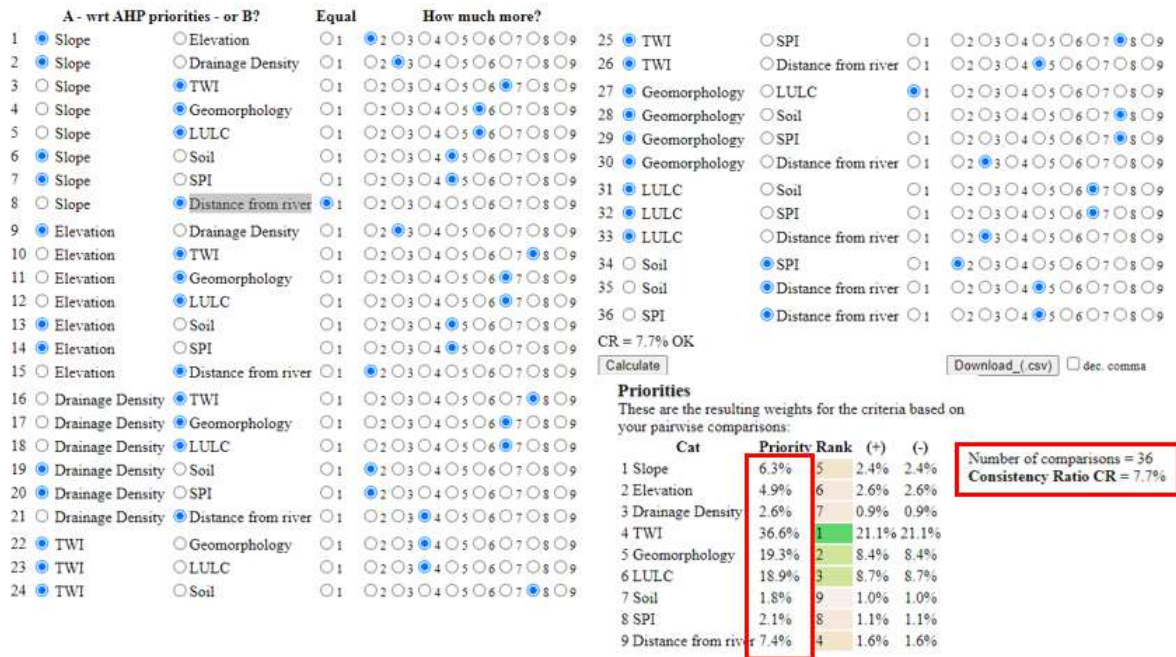 A - wrt AHP priorities - or B? Equal How much more?
1 Slope Elevation 1 2 3 4 5 6 7 8 9
2 Slope Drainage Density 1 2 3 4 5 6 7 8 9
3 Slope TWI 1 2 3 4 5 6 7 8 9
4 Slope Geomorphology 1 2 3 4 5 6 7 8 9
5 Slope LULC 1 2 3 4 5 6 7 8 9
6 Slope Soil 1 2 3 4 5 6 7 8 9
7 Slope SPI 1 2 3 4 5 6 7 8 9
8 Slope Distance from river 1 2 3 4 5 6 7 8 9
9 Elevation Drainage Density 1 2 3 4 5 6 7 8 9
10 Elevation TWI 1 2 3 4 5 6 7 8 9
11 Elevation Geomorphology 1 2 3 4 5 6 7 8 9
12 Elevation LULC 1 2 3 4 5 6 7 8 9
13 Elevation Soil 1 2 3 4 5 6 7 8 9
14 Elevation SPI 1 2 3 4 5 6 7 8 9
15 Elevation Distance from river 1 2 3 4 5 6 7 8 9
16 Drainage Density TWI 1 2 3 4 5 6 7 8 9
17 Drainage Density Geomorphology 1 2 3 4 5 6 7 8 9
18 Drainage Density LULC 1 2 3 4 5 6 7 8 9
19 Drainage Density Soil 1 2 3 4 5 6 7 8 9
20 Drainage Density SPI 1 2 3 4 5 6 7 8 9
21 Drainage Density Distance from river 1 2 3 4 5 6 7 8 9
22 TWI Geomorphology 1 2 3 4 5 6 7 8 9
23 TWI LULC 1 2 3 4 5 6 7 8 9
24 TWI Soil 1 2 3 4 5 6 7 8 9
25 TWI SPI 1 2 3 4 5 6 7 8 9
26 TWI Distance from river 1 2 3 4 5 6 7 8 9
27 Geomorphology LULC 1 2 3 4 5 6 7 8 9
28 Geomorphology Soil 1 2 3 4 5 6 7 8 9
29 Geomorphology SPI 1 2 3 4 5 6 7 8 9
30 Geomorphology Distance from river 1 2 3 4 5 6 7 8 9
31 LULC Soil 1 2 3 4 5 6 7 8 9
32 LULC SPI 1 2 3 4 5 6 7 8 9
33 LULC Distance from river 1 2 3 4 5 6 7 8 9
34 Soil SPI 1 2 3 4 5 6 7 8 9
35 Soil Distance from river 1 2 3 4 5 6 7 8 9
36 SPI Distance from river 1 2 3 4 5 6 7 8 9
CR = 7.7% OK
Calculate Download_(.csv) dec. comma
Priorities
These are the resulting weights for the criteria based on
your pairwise comparisons:
Cat Priority Rank (+) (-)
1 Slope 6.3% 5 2.4% 2.4%
2 Elevation 4.9% 6 2.6% 2.6%
3 Drainage Density 2.6% 7 0.9% 0.9%
4 TWI 36.6% 1 21.1% 21.1%
5 Geomorphology 19.3% 2 8.4% 8.4%
6 LULC 18.9% 3 8.7% 8.7%
7 Soil 1.8% 9 1.0% 1.0%
8 SPI 2.1% 8 1.1% 1.1%
9 Distance from river 7.4% 4 1.6% 1.6%
Number of comparisons = 36
Consistency Ratio CR = 7.7%